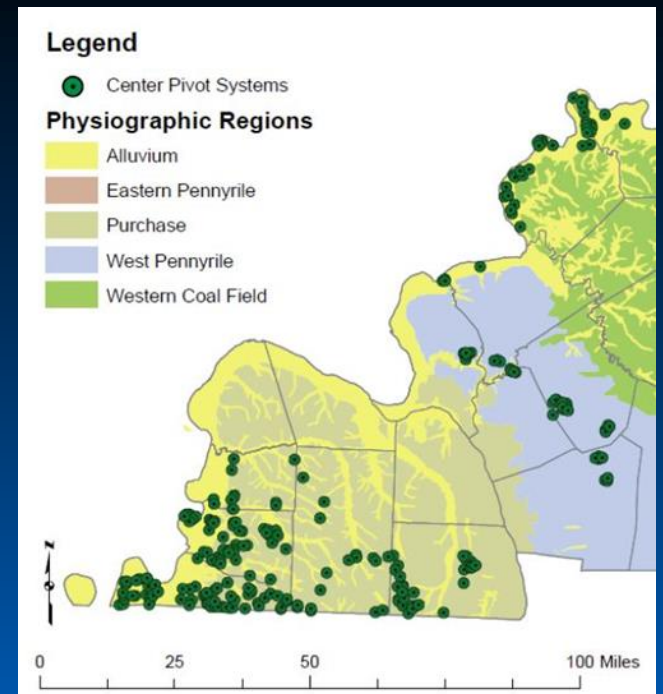 Legend
Center Pivot Systems
Physiographic Regions
Alluvium
Eastern Pennyrile
Purchase
West Pennyrile
Western Coal Field
N
0 25 50 100 Miles